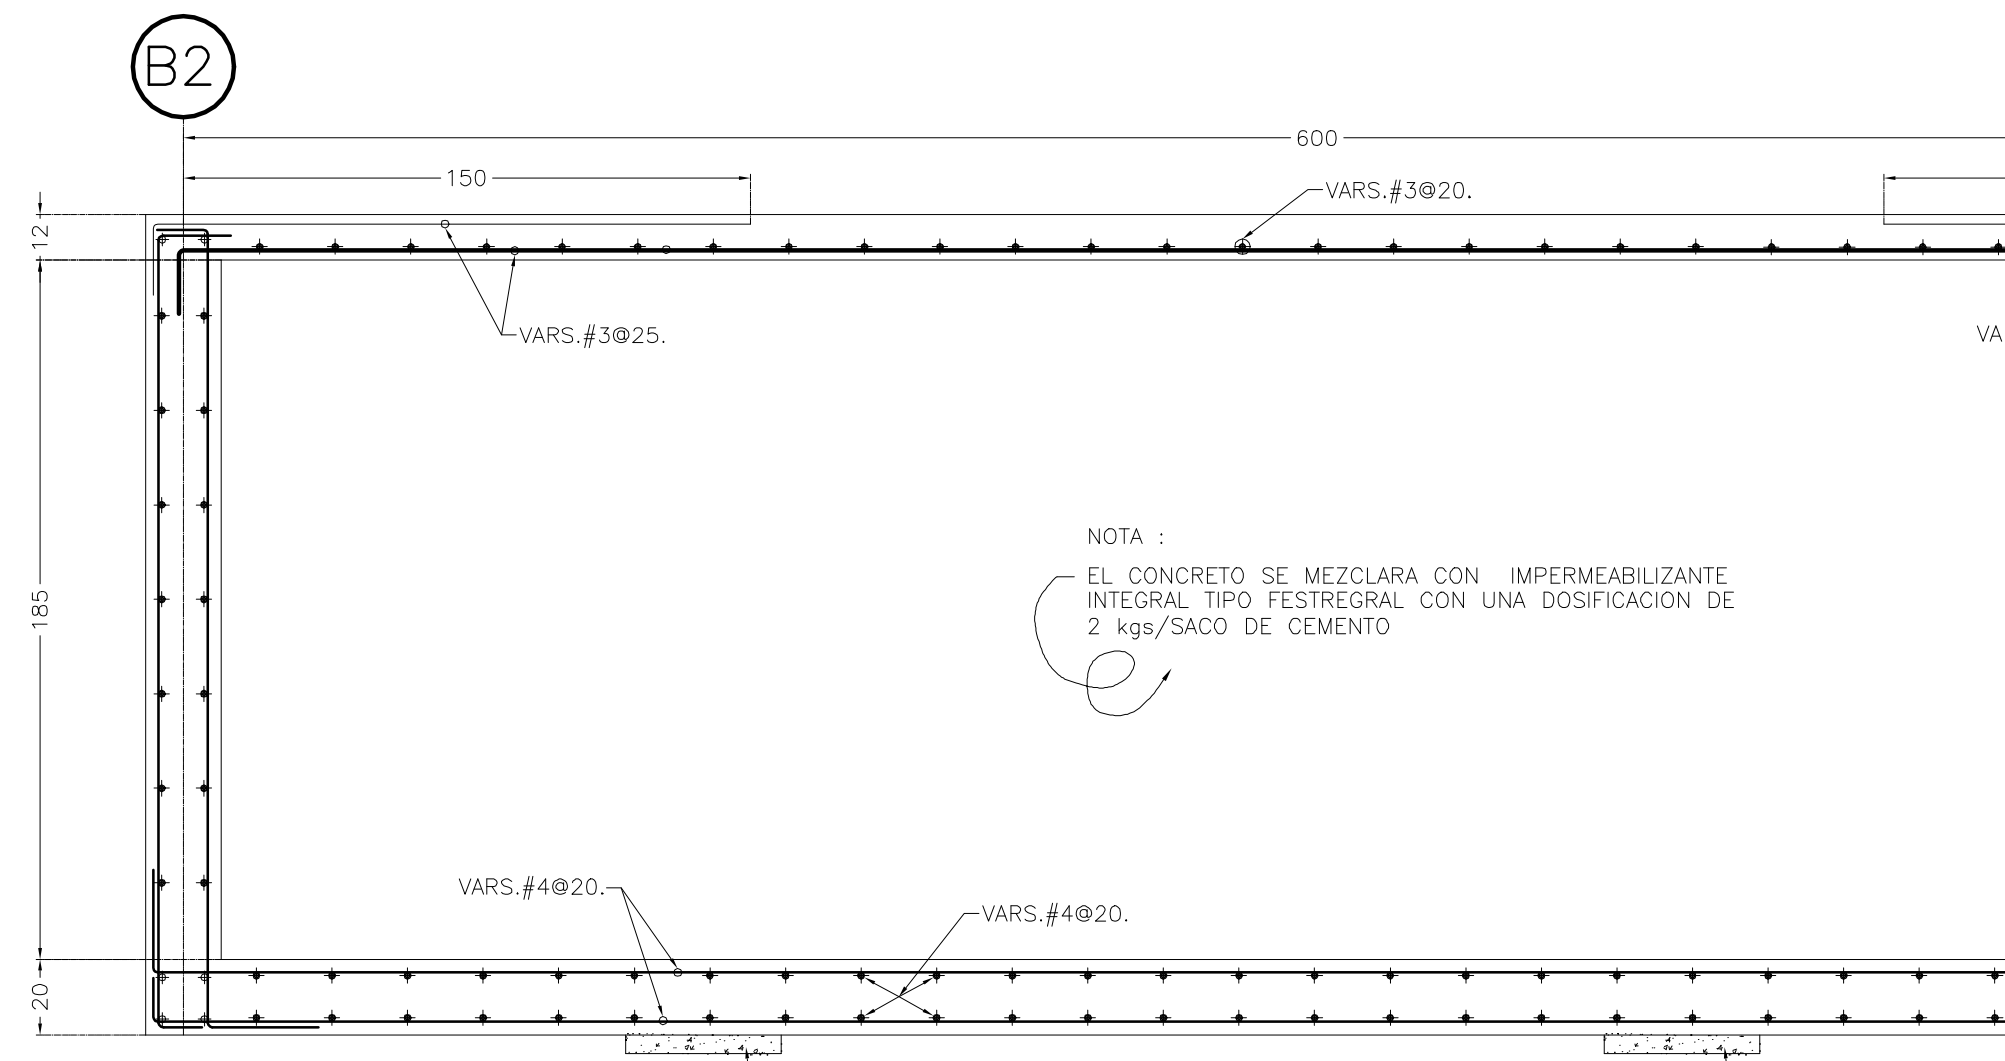 B2
600
150
VARS.#3@20.
12
VARS.#3@25.
VA
NOTA :
EL CONCRETO SE MEZCLARA CON IMPERMEABILIZANTE
INTEGRAL TIPO FESTREGRAL CON UNA DOSIFICACION DE
2 kgs/SACO DE CEMENTO
185
VARS.#4@20.
VARS.#4@20.
20